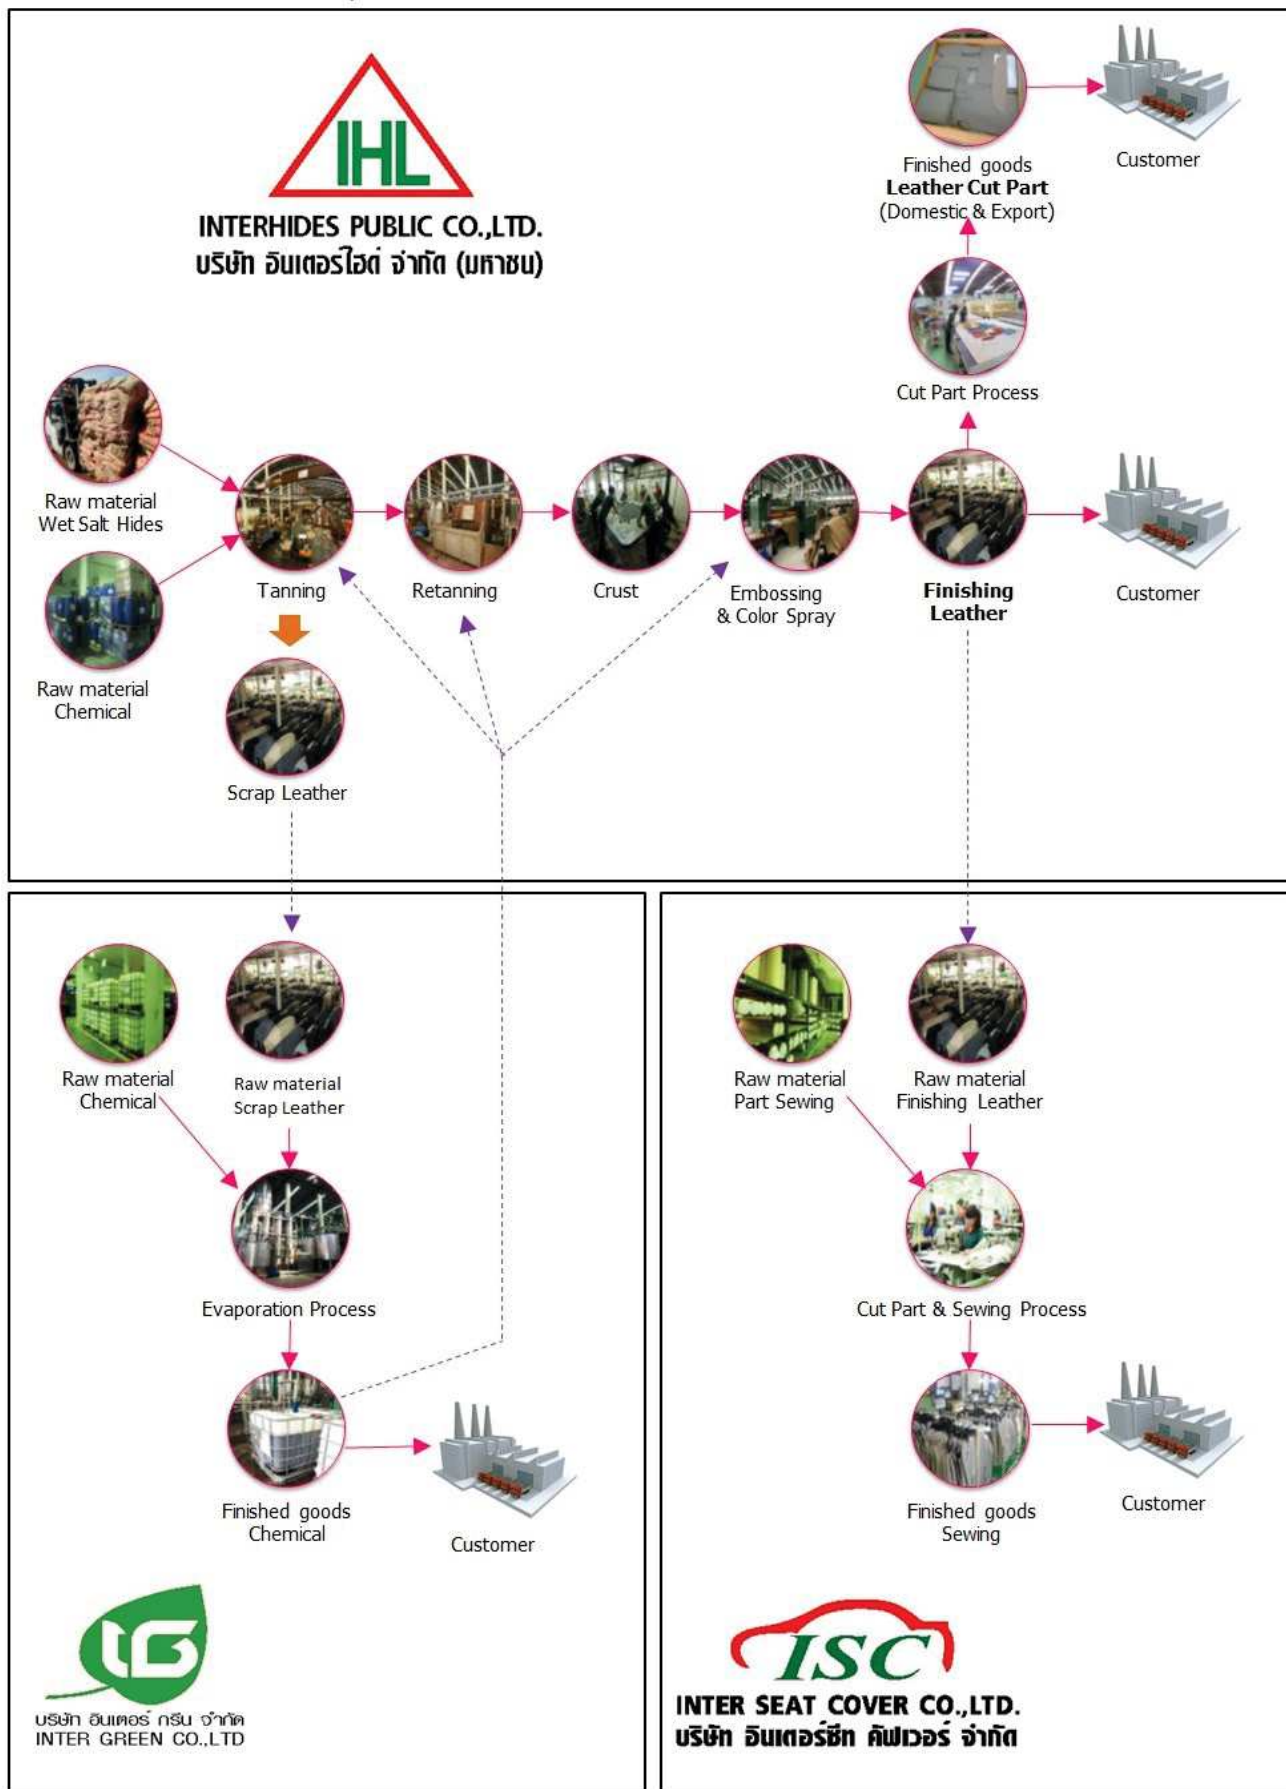 IHL
INTERHIDES PUBLIC CO.,LTD.
บริษัท อินเตอร์ไฮด์ จำกัด (มหาชน)
Finished goods
Leather Cut Part
(Domestic & Export)
Customer
Cut Part Process
Raw material
Wet Salt Hides
Raw material
Chemical
Tanning
Retanning
Crust
Embossing
& Color Spray
Finishing
Leather
Customer
Scrap Leather
Raw material
Chemical
Raw material
Scrap Leather
Evaporation Process
Finished goods
Chemical
Customer
IG
บริษัท อินเตอร์ กรีน จำกัด
INTER GREEN CO.,LTD
Raw material
Part Sewing
Raw material
Finishing Leather
Cut Part & Sewing Process
Finished goods
Sewing
Customer
ISC
INTER SEAT COVER CO.,LTD.
บริษัท อินเตอร์ซีท คัฟเวอร์ จำกัด